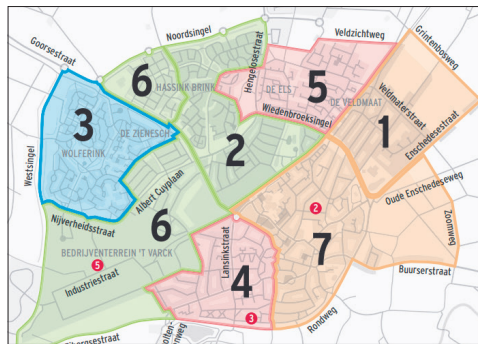 Noordsingel
Veldzichtweg
Goorsestraat
Hengelosestraat
Grintenbosweg
6
HASSINK-BRINK
5
DE ELS
DE VELDMAAT
Veldmaterstraat
3
1
Enschedesestraat
DE ZIENESCH
Wiedenbroeksingel
2
WOLFERINK
Westsingel
Albert Cuyplaan
Oude Enschedeseweg
2
6
Nijverheidsstraat
Zoomweg
BEDRIJVENTERREIN 'T VARCK
7
5
Lansinkstraat
Buurserstraat
Industriestraat
4
3
Rondweg